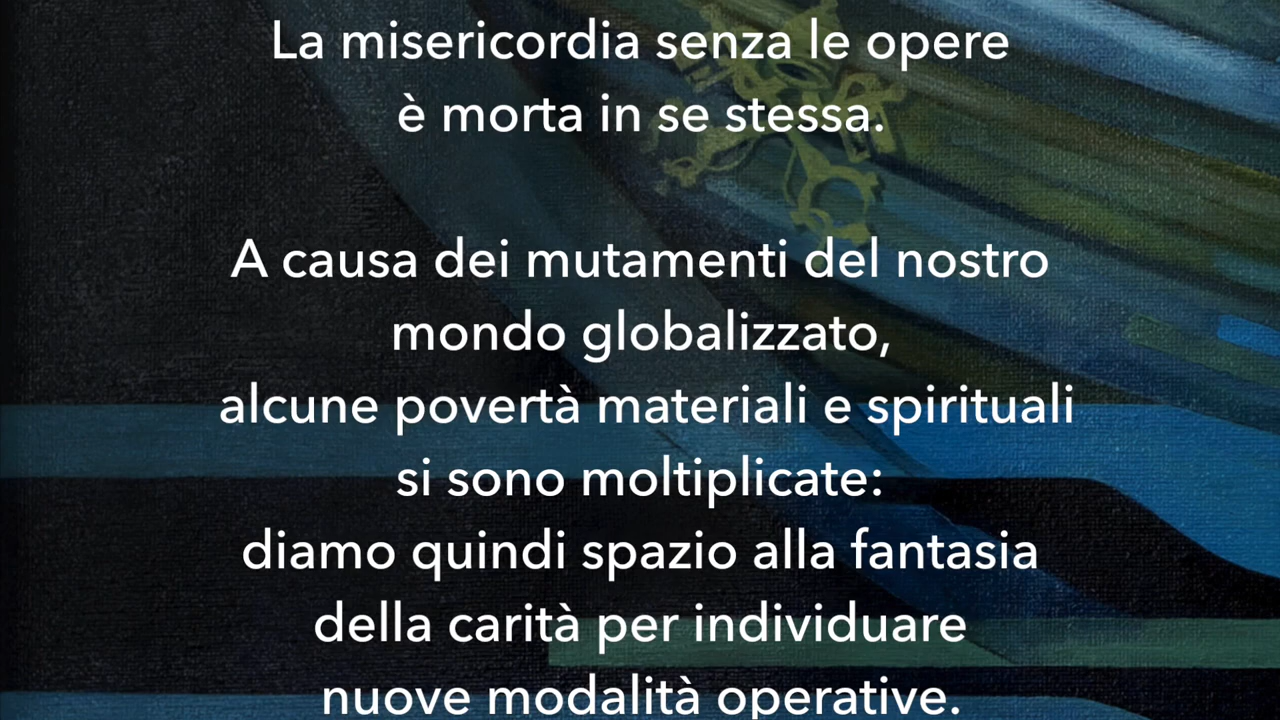 La misericordia senza le opere
è morta in se stessa.
A causa dei mutamenti del nostro
mondo globalizzato,
alcune povertà materiali e spirituali
si sono moltiplicate:
diamo quindi spazio alla fantasia
della carità per individuare
nuove modalità operative.